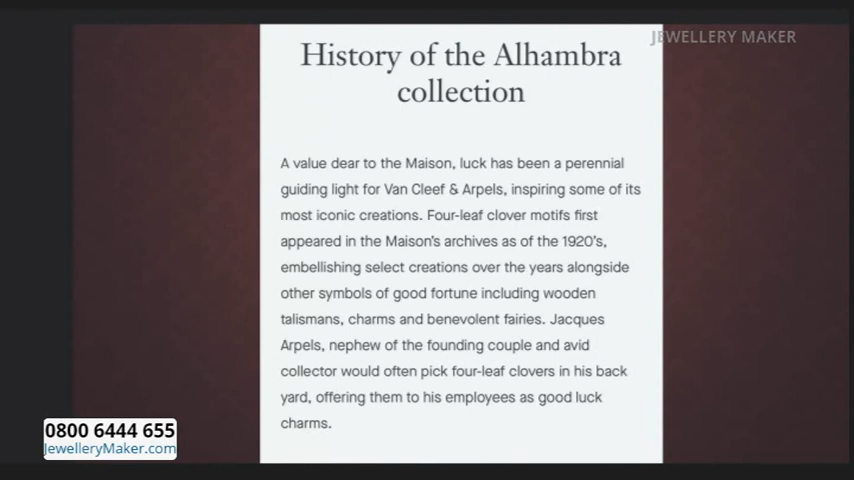 JEWELLERY MAKER
History of the Alhambra
collection
A value dear to the Maison, luck has been a perennial
guiding light for Van Cleef & Arpels, inspiring some of its
most iconic creations. Four-leaf clover motifs first
appeared in the Maison's archives as of the 1920's,
embellishing select creations over the years alongside
other symbols of good fortune including wooden
talismans, charms and benevolent fairies. Jacques
Arpels, nephew of the founding couple and avid
collector would often pick four-leaf clovers in his back
yard, offering them to his employees as good luck
charms.
0800 6444 655
JewelleryMaker.com